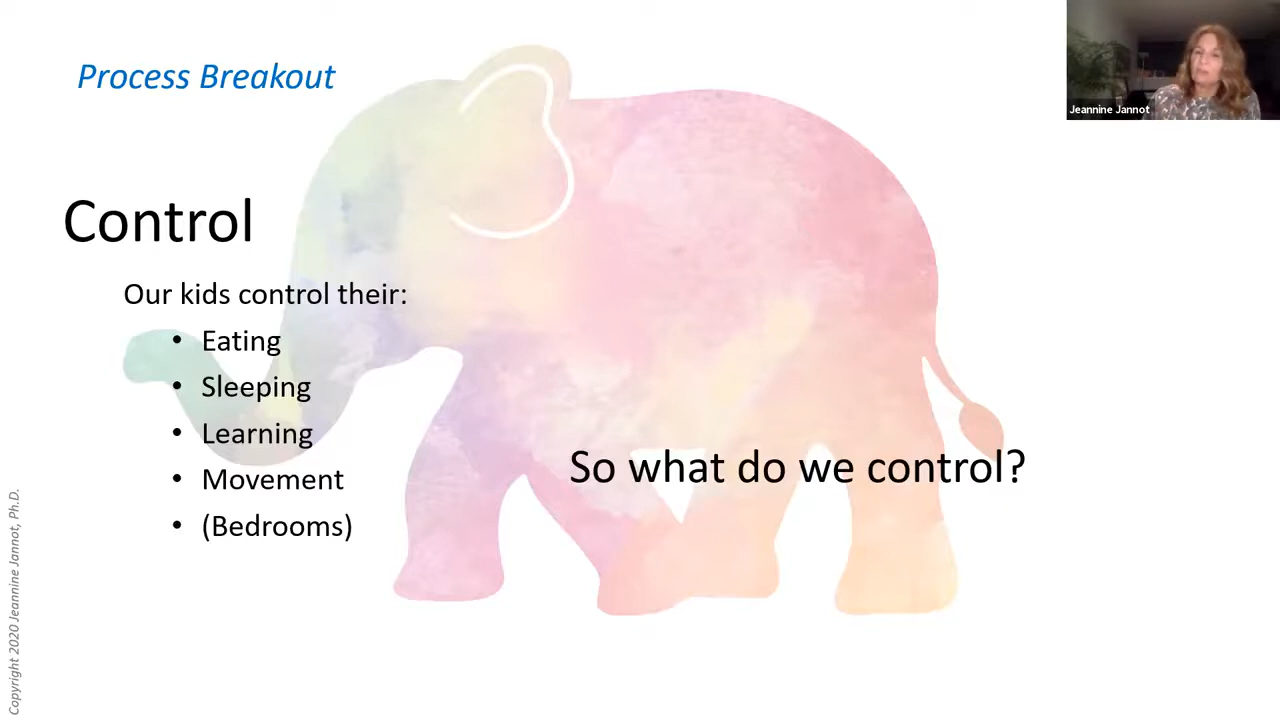 Process Breakout
Jeannine Jannot
Control
Our kids control their:
• Eating
• Sleeping
• Learning
• Movement
• (Bedrooms)
So what do we control?
Copyright 2020 Jeannine Jannot, Ph.D.